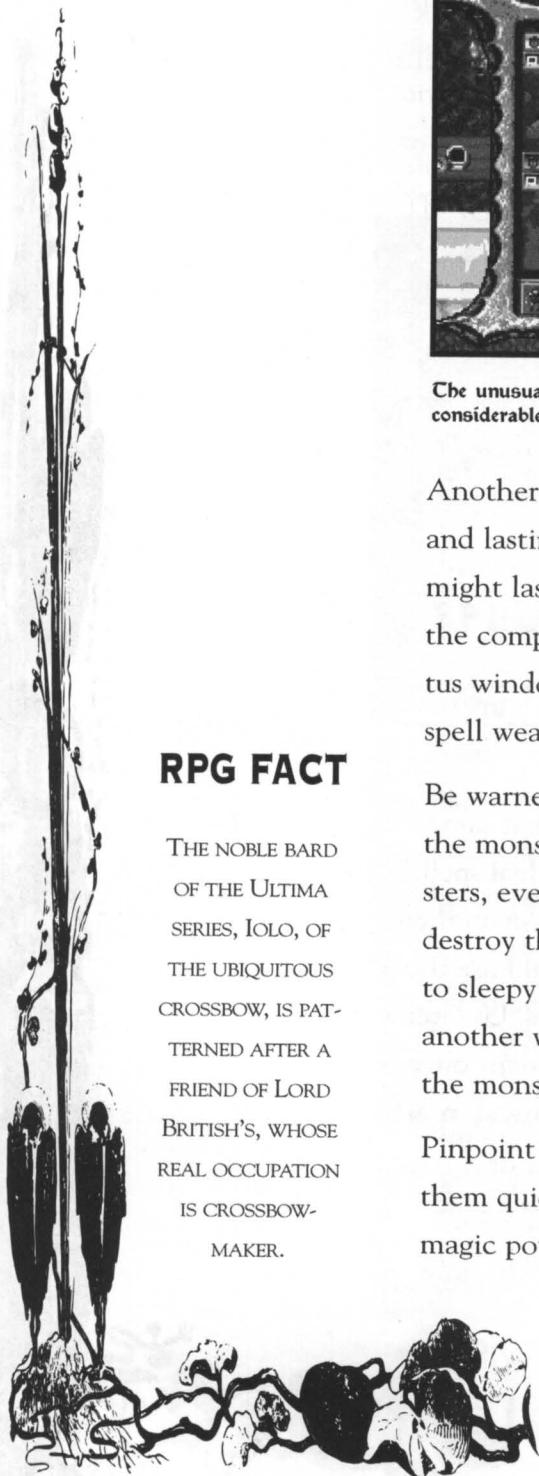 The unusua
considerable
Another
and lastin
might las
the comp
tus windo
spell wea
Be warne
the mons
sters, eve
destroy th
to sleepy
another v
the mons
Pinpoint
them quic
magic pov
RPG FACT
THE NOBLE BARD
OF THE ULTIMA
SERIES, IOLO, OF
THE UBIQUITOUS
CROSSBOW, IS PAT-
TERNED AFTER A
FRIEND OF LORD
BRITISH'S, WHOSE
REAL OCCUPATION
IS CROSSBOW-
MAKER.